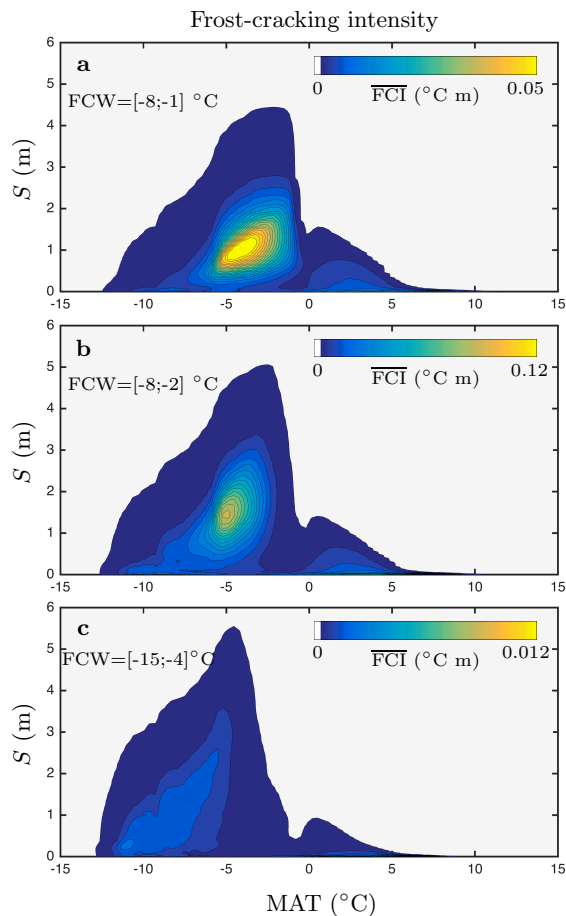 Frost-cracking intensity
a
FCW=[-8;-1] °C
0 FCI (°C m) 0.05
S (m)
6
5
4
3
2
1
0
-15 -10 -5 0 5 10 15
b
FCW=[-8;-2] °C
0 FCI (°C m) 0.12
S (m)
6
5
4
3
2
1
0
-15 -10 -5 0 5 10 15
c
FCW=[-15;-4]°C
0 FCI (°C m) 0.012
S (m)
6
5
4
3
2
1
0
-15 -10 -5 0 5 10 15
MAT (°C)